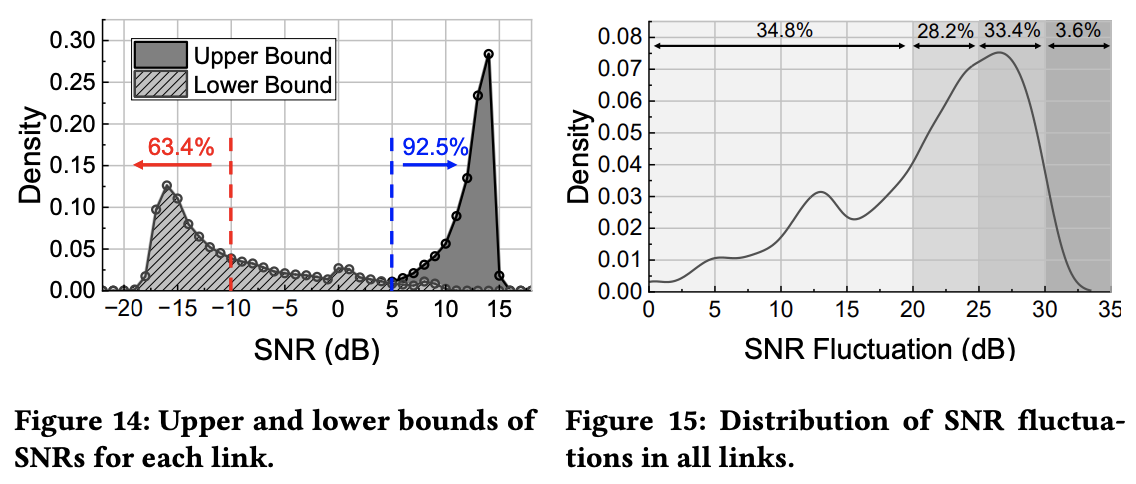 0.30
0.25
0.20
0.15
0.10
0.05
0.00
Density
Upper Bound
Lower Bound
63.4%
92.5%
−20 −15 −10 −5 0 5 10 15
SNR (dB)
Figure 14: Upper and lower bounds of
SNRs for each link.
0.08
0.07
0.06
0.05
0.04
0.03
0.02
0.01
0.00
Density
34.8% 28.2% 33.4% 3.6%
0 5 10 15 20 25 30 35
SNR Fluctuation (dB)
Figure 15: Distribution of SNR fluctua-
tions in all links.